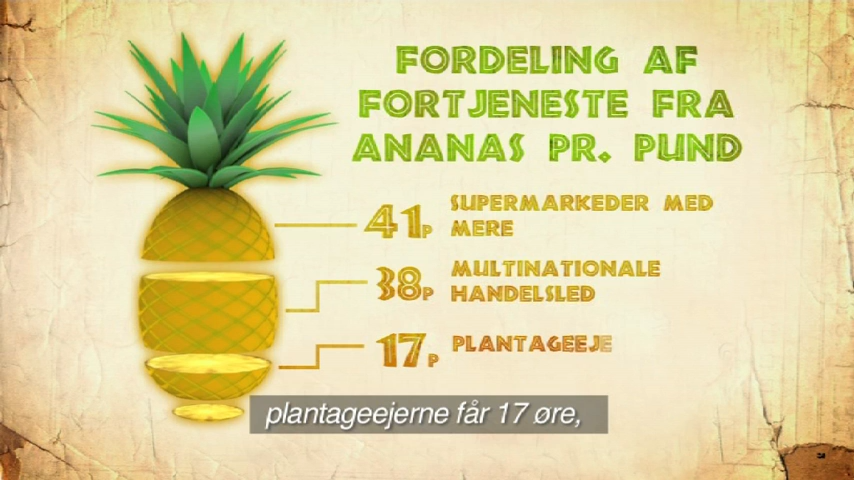 FORDELING AF
FORTJENESTE FRA
ANANAS PR. PUND
41p SUPERMARKEDER MED
MERE
38p MULTINATIONALE
HANDELSLED
17p PLANTAGEEJE
plantageejerne får 17 øre,